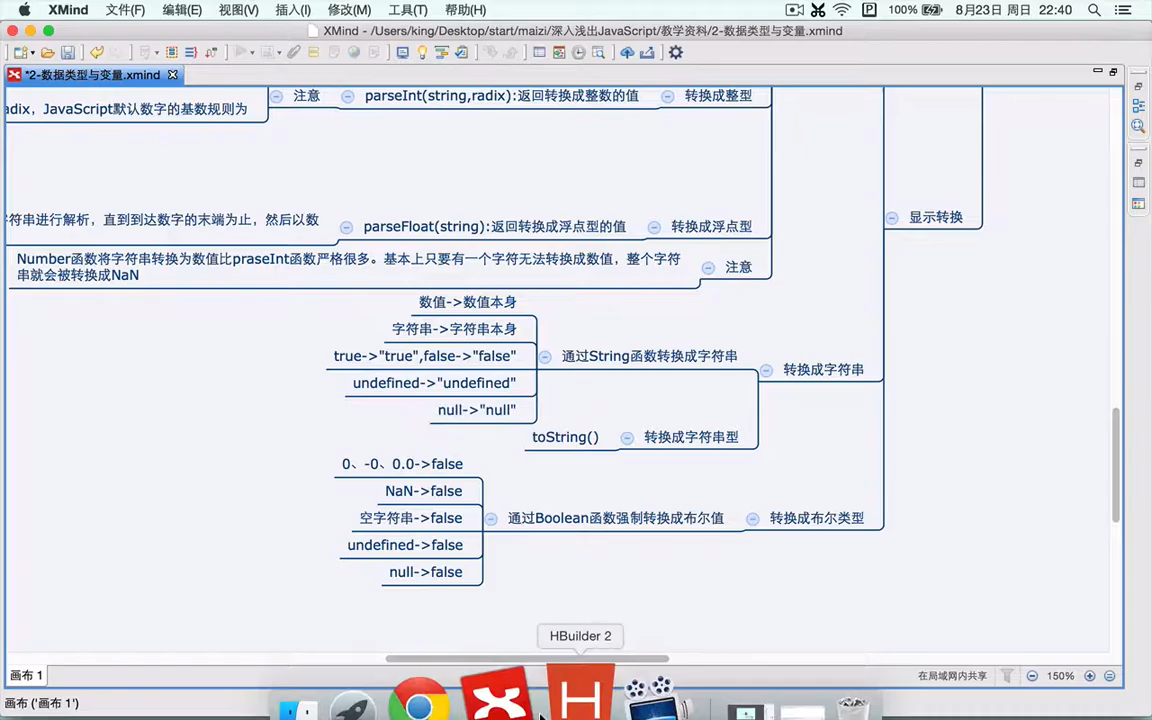 XMind 文件(F) 编辑(E) 视图(V) 插入(I) 修改(M) 工具(T) 帮助(H) 100% 8月23日 周日 22:40
XMind - /Users/king/Desktop/start/maizi/深入浅出JavaScript/教学资料/2-数据类型与变量.xmind
*2-数据类型与变量.xmind
adix，JavaScript默认数字的基数规则为 注意 parseInt(string,radix):返回转换成整数的值 转换成整型
字符串进行解析，直到到达数字的末端为止，然后以数 parseFloat(string):返回转换成浮点型的值 转换成浮点型 显示转换
Number函数将字符串转换为数值比praseInt函数严格很多。基本上只要有一个字符无法转换成数值，整个字符
串就会被转换成NaN
注意
数值->数值本身
字符串->字符串本身
true->"true",false->"false" 通过String函数转换成字符串 转换成字符串
undefined->"undefined"
null->"null"
toString() 转换成字符串型
0、-0、0.0->false
NaN->false
空字符串->false 通过Boolean函数强制转换成布尔值 转换成布尔类型
undefined->false
null->false
HBuilder 2
画布 1 在局域网内共享 150%
画布 ('画布 1')